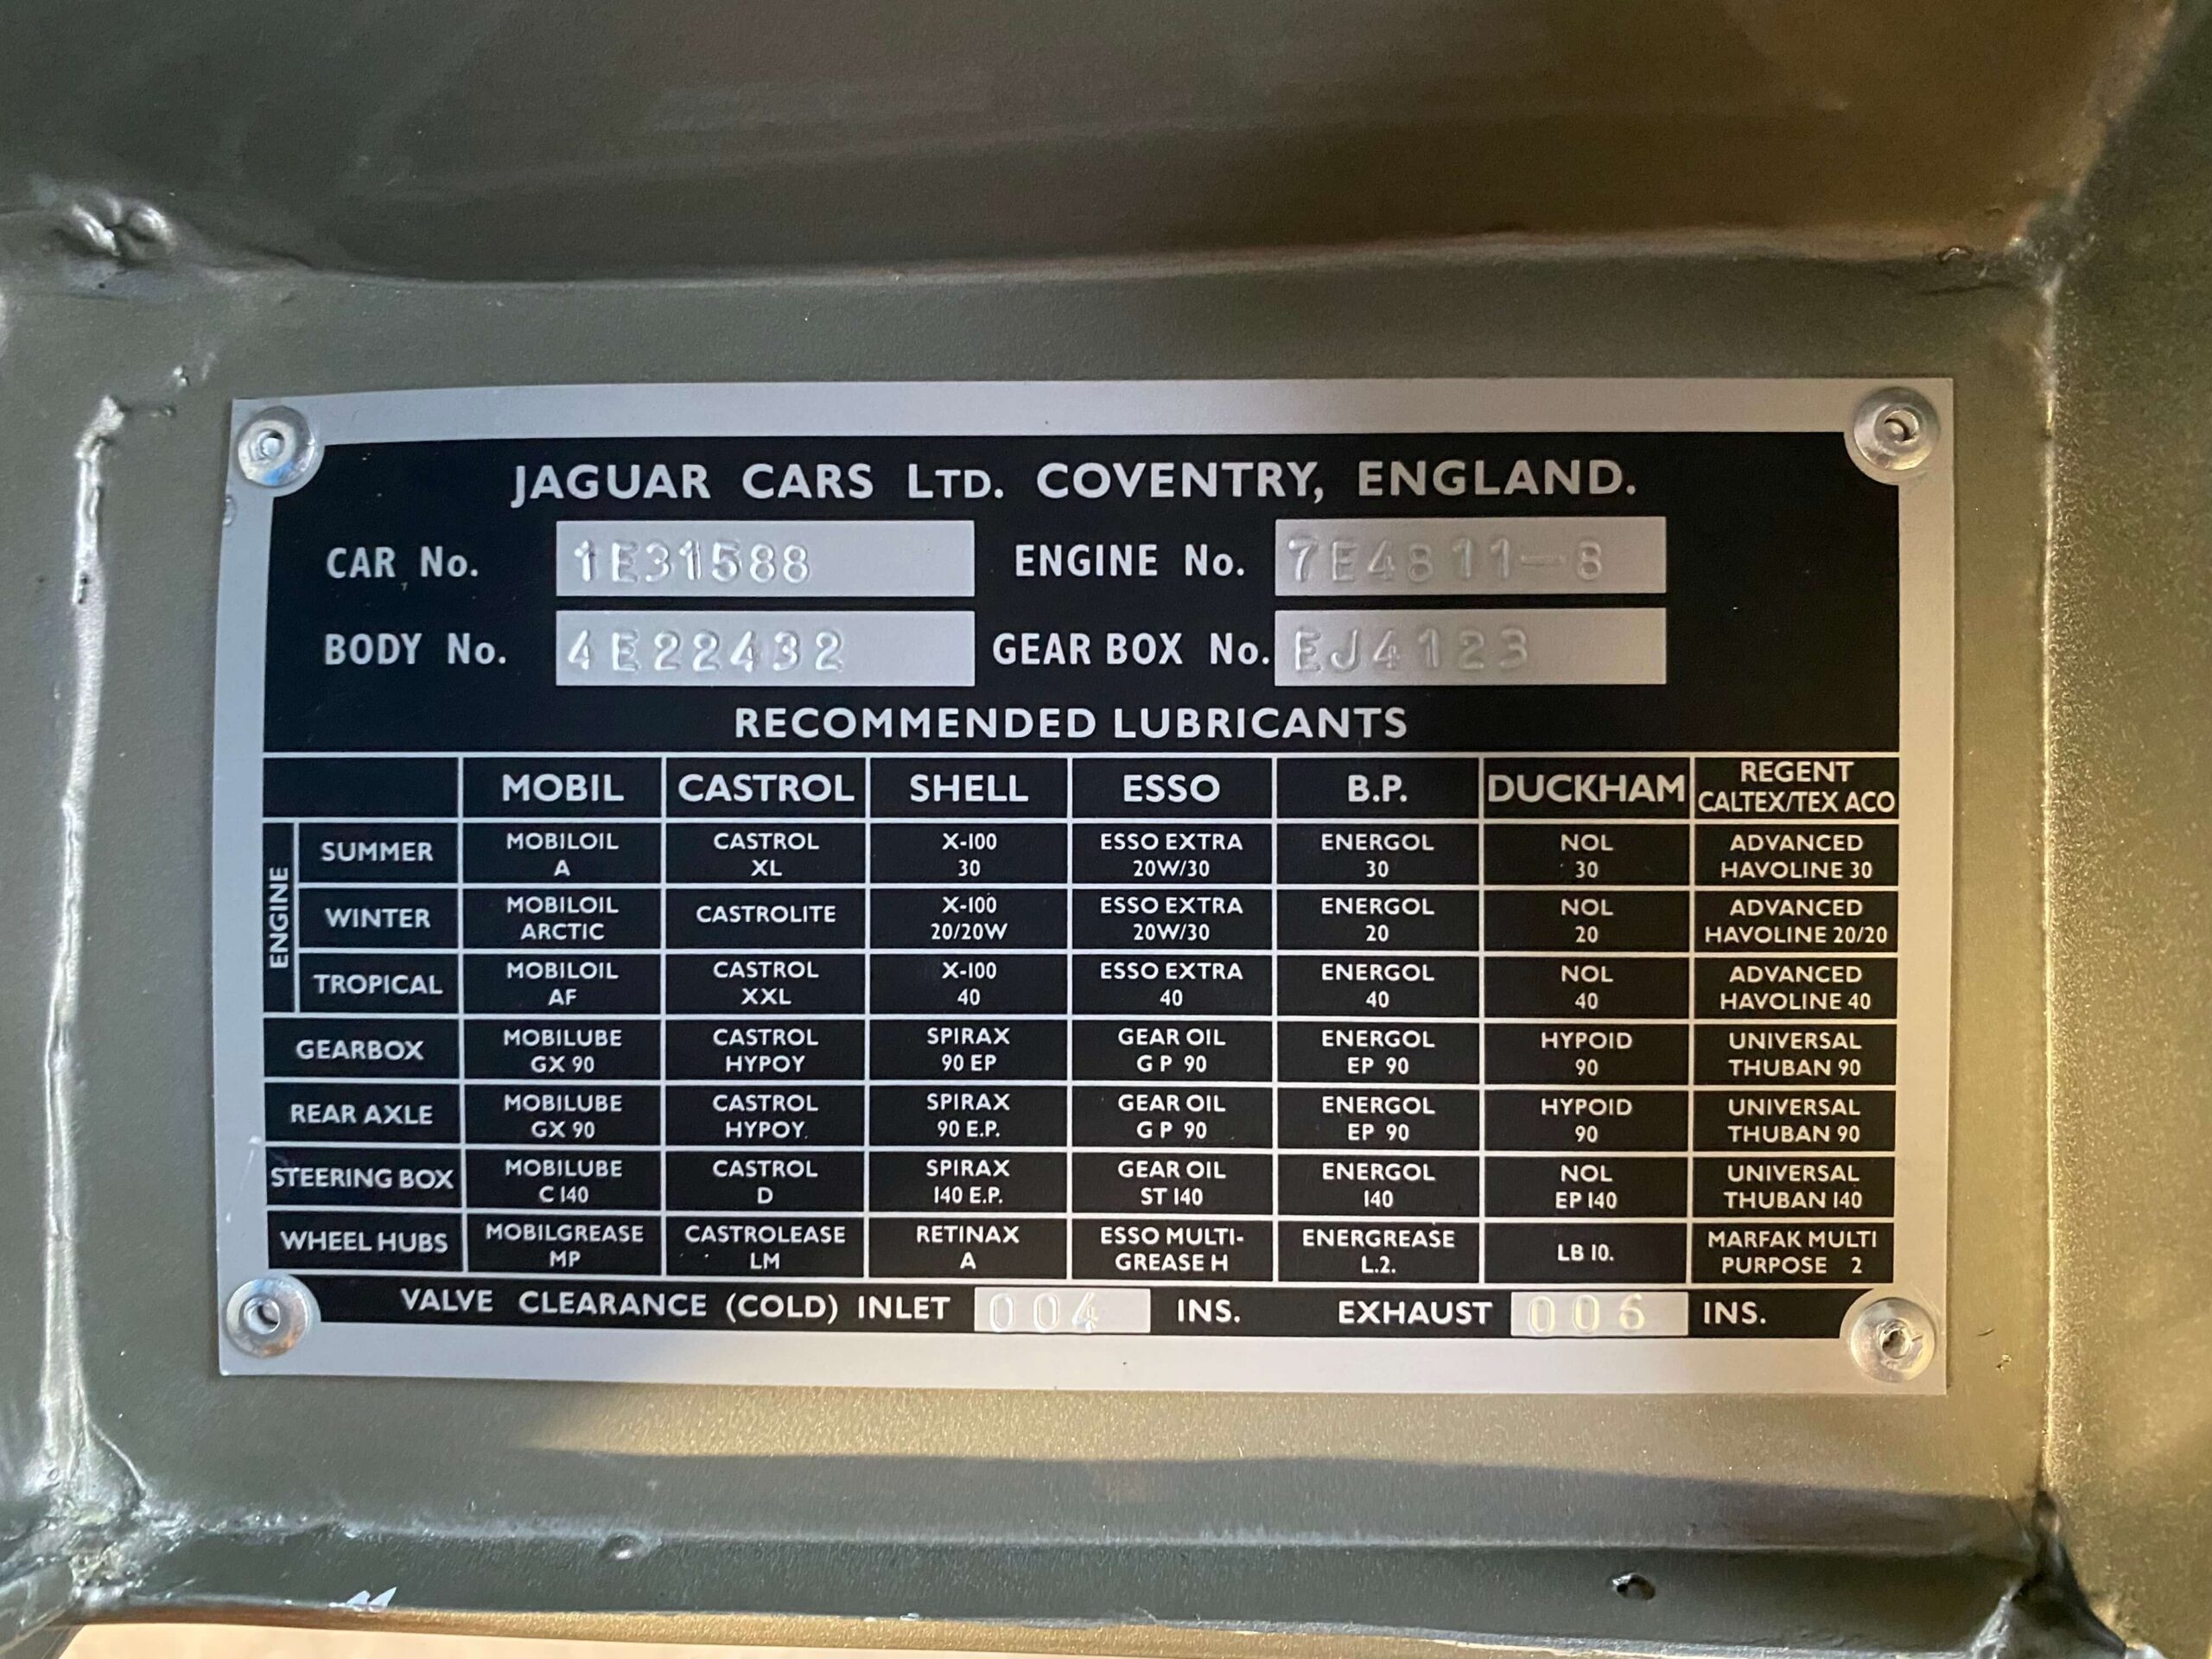 JAGUAR CARS LTD. COVENTRY, ENGLAND.
CAR No. 1E31588 ENGINE No. 7E4811-8
BODY No. 4E22432 GEAR BOX No. EJ4123
RECOMMENDED LUBRICANTS
MOBIL CASTROL SHELL ESSO B.P. DUCKHAM REGENT
CALTEX/TEX ACO
ENGINE
SUMMER MOBILOIL CASTROL X-100 ESSO EXTRA ENERGOL NOL ADVANCED
A XL 30 20W/30 30 30 HAVOLINE 30
WINTER MOBILOIL CASTROLITE X-100 ESSO EXTRA ENERGOL NOL ADVANCED
ARCTIC 20/20W 20W/30 20 20 HAVOLINE 20/20
TROPICAL MOBILOIL CASTROL X-100 ESSO EXTRA ENERGOL NOL ADVANCED
AF XXL 40 40 40 40 HAVOLINE 40
GEARBOX MOBILUBE CASTROL SPIRAX GEAR OIL ENERGOL HYPOID UNIVERSAL
GX 90 HYPOY 90 EP G P 90 EP 90 90 THUBAN 90
REAR AXLE MOBILUBE CASTROL SPIRAX GEAR OIL ENERGOL HYPOID UNIVERSAL
GX 90 HYPOY 90 E.P. G P 90 EP 90 90 THUBAN 90
STEERING BOX MOBILUBE CASTROL SPIRAX GEAR OIL ENERGOL NOL UNIVERSAL
C 140 D 140 E.P. ST 140 140 EP 140 THUBAN 140
WHEEL HUBS MOBILGREASE CASTROLEASE RETINAX ESSO MULTI- ENERGREASE LB 10. MARFAK MULTI
MP LM A GREASE H L.2. PURPOSE 2
VALVE CLEARANCE (COLD) INLET 004 INS. EXHAUST 006 INS.